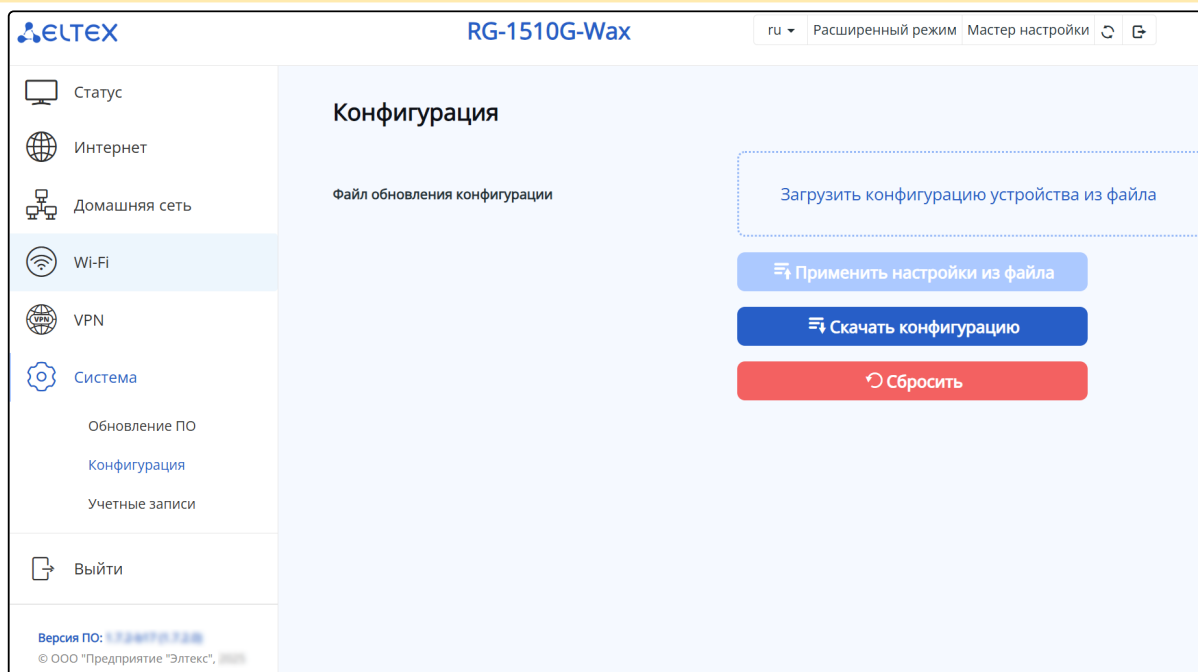 ELTEX
RG-1510G-Wax
ru Расширенный режим Мастер настройки
Статус
Интернет
Домашняя сеть
Wi-Fi
VPN
VPN
Система
Обновление ПО
Конфигурация
Учетные записи
Выйти
Версия ПО:
© ООО "Предприятие "Элтекс",
Конфигурация
Файл обновления конфигурации
Загрузить конфигурацию устройства из файла
Применить настройки из файла
Скачать конфигурацию
Сбросить